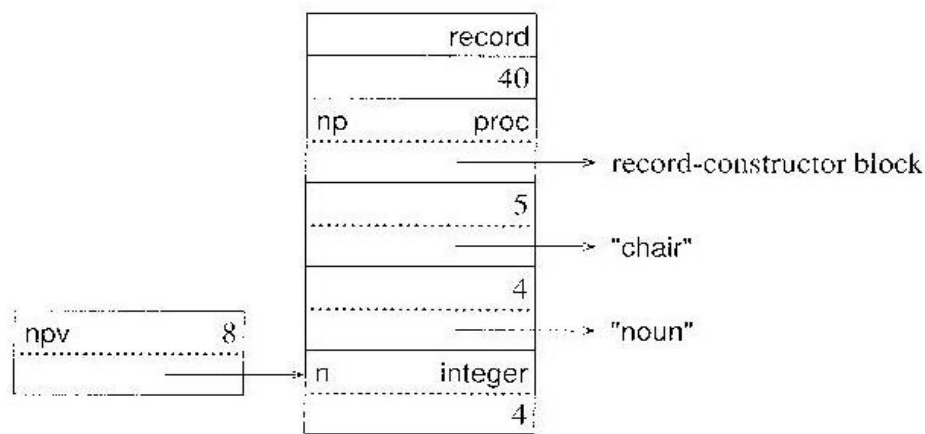 record
40
np proc
record-constructor block
5
"chair"
4
"noun"
npv 8
n integer
4